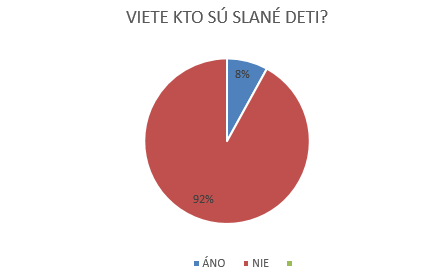 VIETE KTO SÚ SLANÉ DETI?
8%
92%
ÁNO NIE